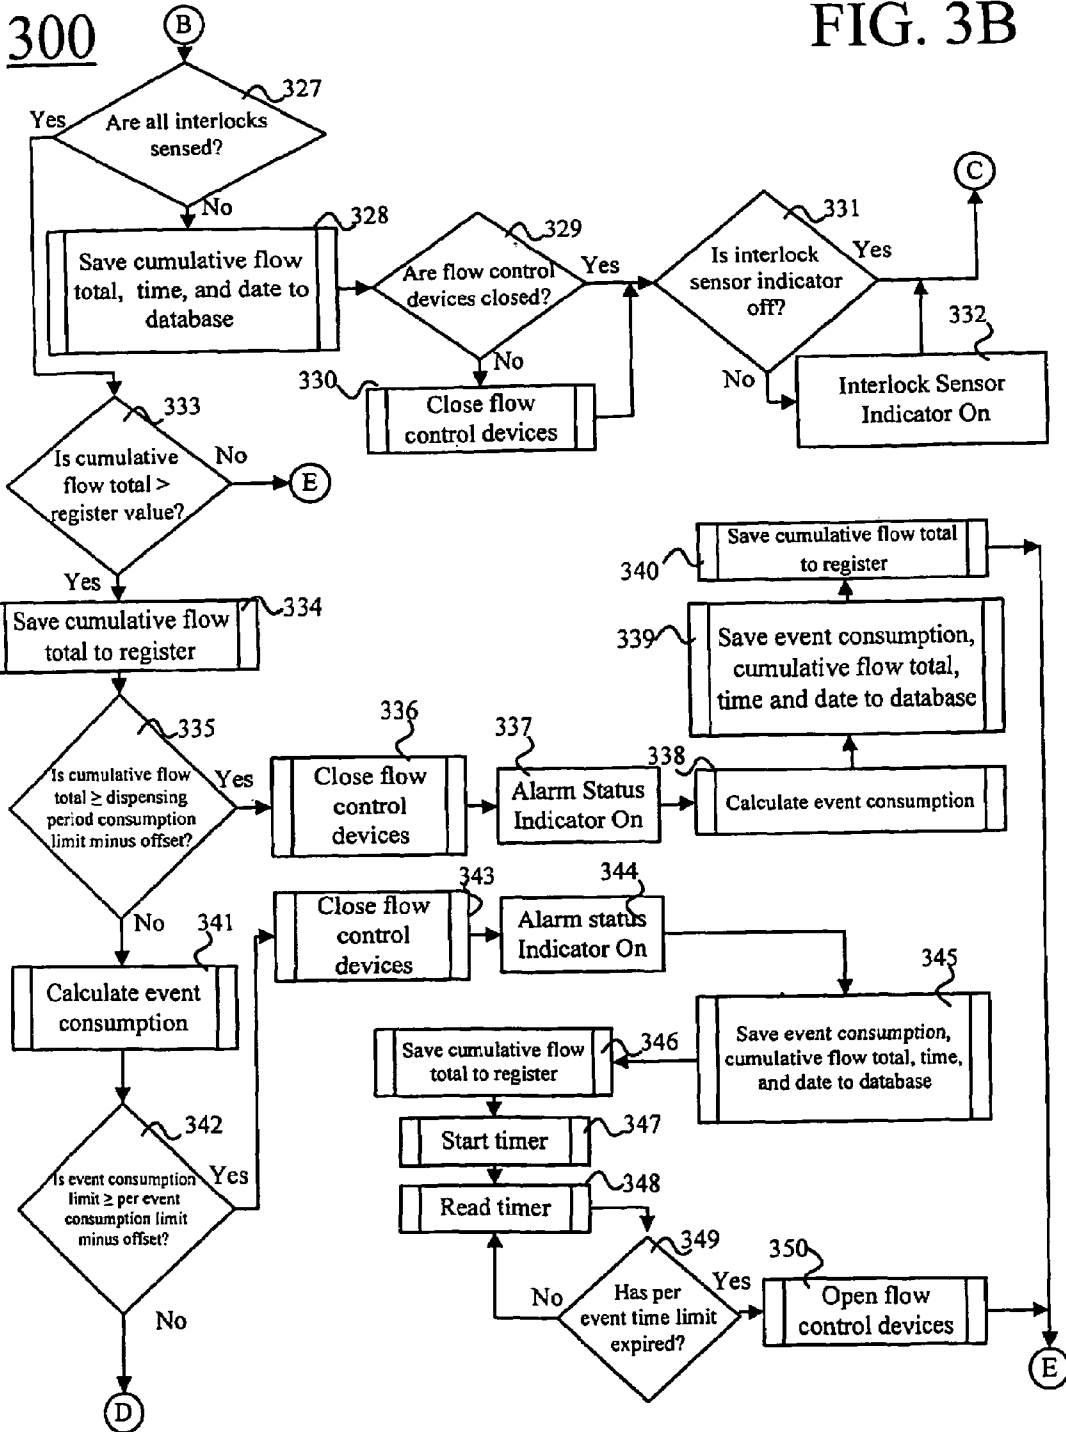 300
B
FIG. 3B
327
Yes
Are all interlocks
sensed?
No
C
328
Save cumulative flow
total, time, and date to
database
329
Are flow control
devices closed?
Yes
331
Is interlock
sensor indicator
off?
Yes
332
No
330
Close flow
control devices
No
Interlock Sensor
Indicator On
333
Is cumulative
flow total >
register value?
No
E
Yes
334
Save cumulative flow
total to register
340
Save cumulative flow total
to register
339
Save event consumption,
cumulative flow total,
time and date to database
335
Is cumulative flow
total ≥ dispensing
period consumption
limit minus offset?
Yes
336
Close flow
control
devices
337
Alarm Status
Indicator On
338
Calculate event consumption
No
341
Calculate event
consumption
343
Close flow
control
devices
344
Alarm status
Indicator On
345
Save event consumption,
cumulative flow total, time,
and date to database
346
Save cumulative flow
total to register
347
Start timer
348
Read timer
342
Is event consumption
limit ≥ per event
consumption limit
minus offset?
Yes
No
D
349
Has per
event time limit
expired?
No
Yes
350
Open flow
control devices
E